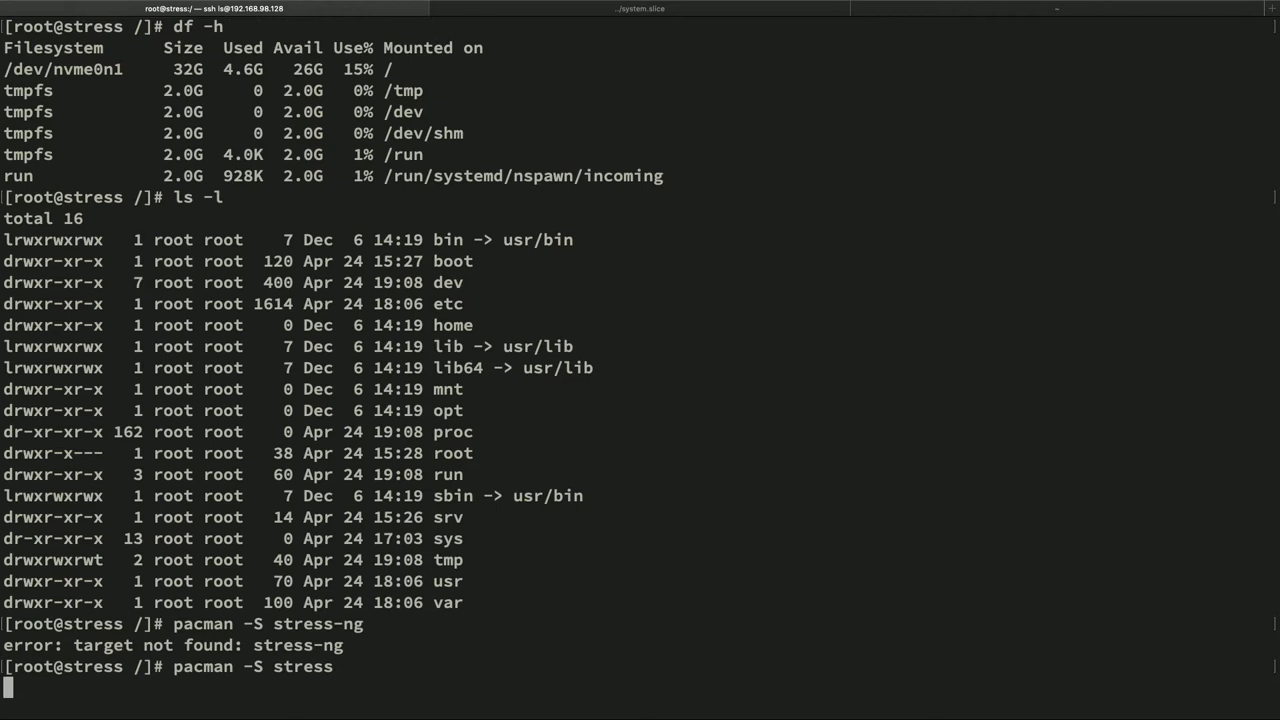 root@stress:/ — ssh ls@192.168.98.128
../system.slice
~
+
[root@stress /]# df -h
Filesystem      Size  Used Avail Use% Mounted on
/dev/nvme0n1     32G  4.6G   26G  15% /
tmpfs           2.0G     0  2.0G   0% /tmp
tmpfs           2.0G     0  2.0G   0% /dev
tmpfs           2.0G     0  2.0G   0% /dev/shm
tmpfs           2.0G  4.0K  2.0G   1% /run
run             2.0G  928K  2.0G   1% /run/systemd/nspawn/incoming
[root@stress /]# ls -l
total 16
lrwxrwxrwx   1 root root    7 Dec  6 14:19 bin -> usr/bin
drwxr-xr-x   1 root root  120 Apr 24 15:27 boot
drwxr-xr-x   7 root root  400 Apr 24 19:08 dev
drwxr-xr-x   1 root root 1614 Apr 24 18:06 etc
drwxr-xr-x   1 root root    0 Dec  6 14:19 home
lrwxrwxrwx   1 root root    7 Dec  6 14:19 lib -> usr/lib
lrwxrwxrwx   1 root root    7 Dec  6 14:19 lib64 -> usr/lib
drwxr-xr-x   1 root root    0 Dec  6 14:19 mnt
drwxr-xr-x   1 root root    0 Dec  6 14:19 opt
dr-xr-xr-x 162 root root    0 Apr 24 19:08 proc
drwxr-x---   1 root root   38 Apr 24 15:28 root
drwxr-xr-x   3 root root   60 Apr 24 19:08 run
lrwxrwxrwx   1 root root    7 Dec  6 14:19 sbin -> usr/bin
drwxr-xr-x   1 root root   14 Apr 24 15:26 srv
dr-xr-xr-x  13 root root    0 Apr 24 17:03 sys
drwxrwxrwt   2 root root   40 Apr 24 19:08 tmp
drwxr-xr-x   1 root root   70 Apr 24 18:06 usr
drwxr-xr-x   1 root root  100 Apr 24 18:06 var
[root@stress /]# pacman -S stress-ng
error: target not found: stress-ng
[root@stress /]# pacman -S stress